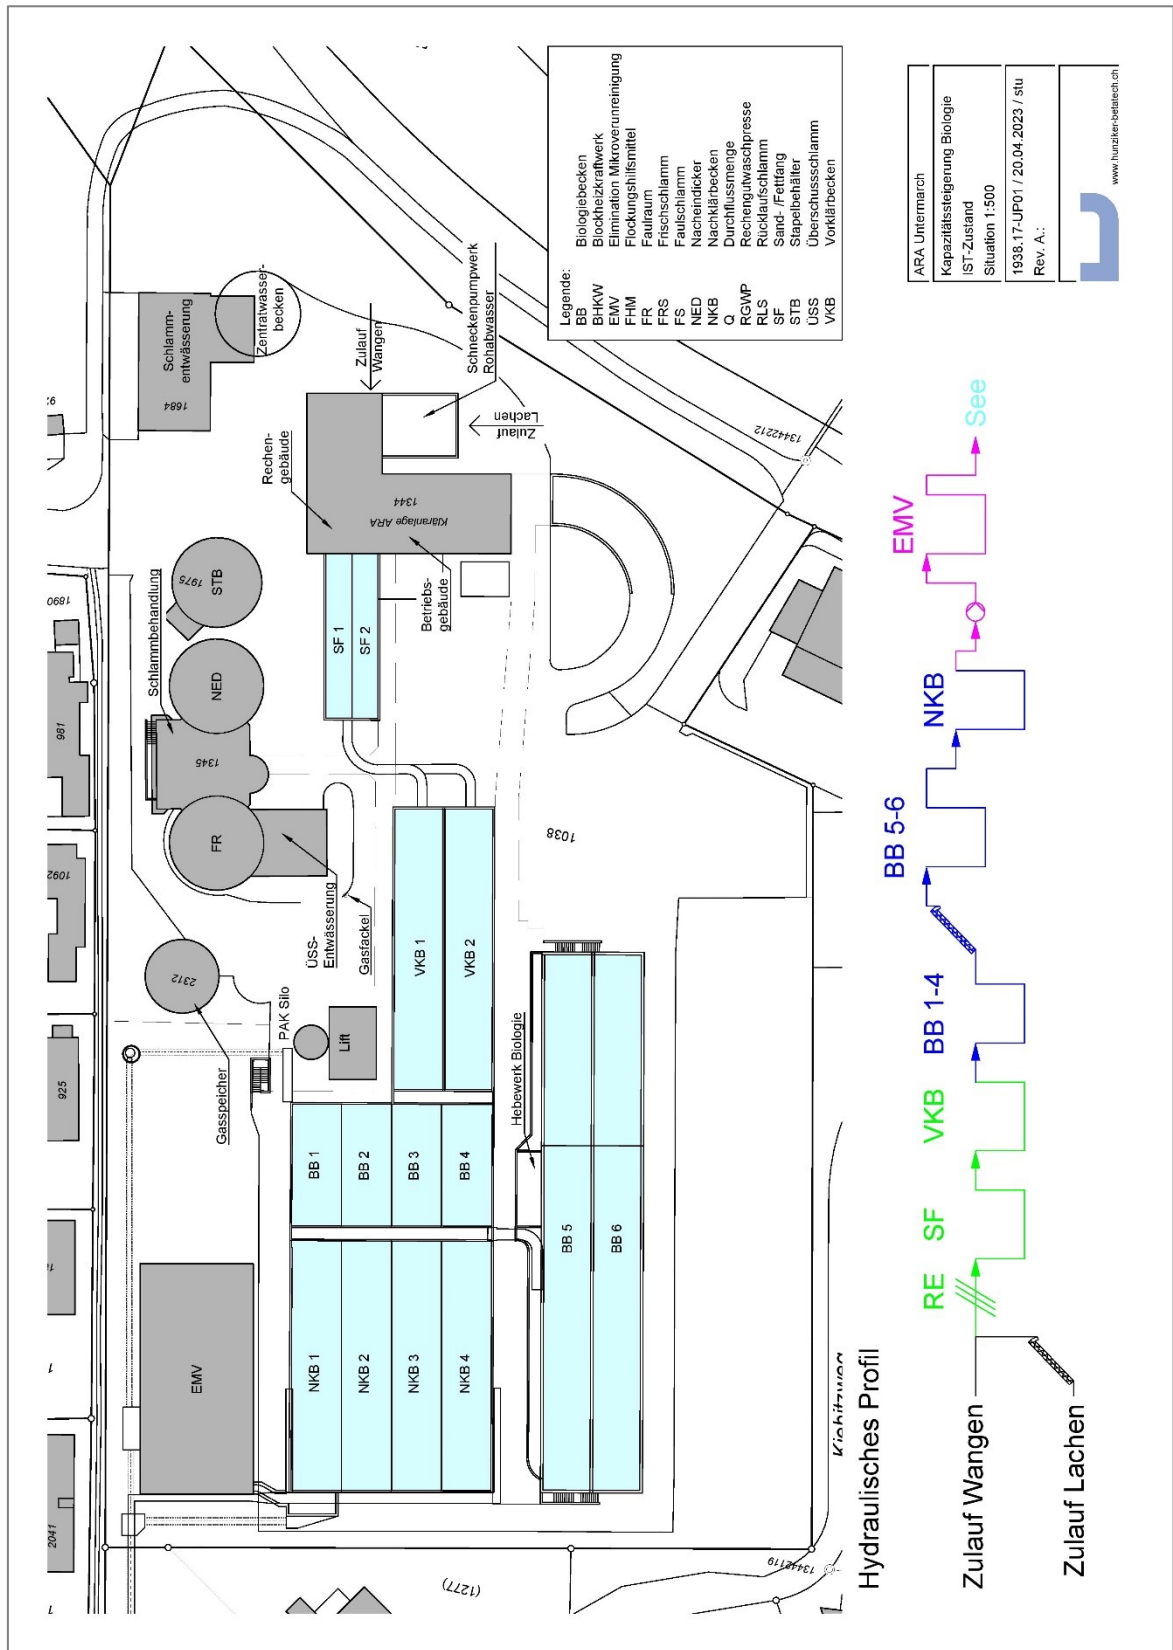 2041
1092
981
1890
925
Gasspeicher
2312
PAK Silo
Lift
ÜSS-
Entwässerung
Gasfackel
FR
1345
Schlammbehandlung
NED
STB
1975
Schlamm-
entwässerung
1684
Zentratwasser-
becken
Zulauf
Wangen
Schneckenpumpwerk
Rohabwasser
Zulauf
Lachen
Rechen-
gebäude
1344
Kläranlage ARA
Betriebs-
gebäude
SF 1
SF 2
VKB 1
VKB 2
1038
EMV
NKB 1
NKB 2
NKB 3
NKB 4
BB 1
BB 2
BB 3
BB 4
Hebewerk Biologie
BB 5
BB 6
(1277)
13442119
13442212
Kiebitzweg
Legende:
BB Biologiebecken
BHKW Blockheizkraftwerk
EMV Elimination Mikroverunreinigung
FHM Flockungshilfsmittel
FR Faulraum
FRS Frischschlamm
FS Faulschlamm
NED Nacheindicker
NKB Nachklärbecken
Q Durchflussmenge
RGWP Rechengutwaschpresse
RLS Rücklaufschlamm
SF Sand- /Fettfang
STB Stapelbehälter
ÜSS Überschussschlamm
VKB Vorklärbecken
Hydraulisches Profil
Zulauf Wangen
Zulauf Lachen
RE
SF
VKB
BB 1-4
BB 5-6
NKB
EMV
See
ARA Untermarch
Kapazitätssteigerung Biologie
IST-Zustand
Situation 1:500
1938.17-UP01 / 20.04.2023 / stu
Rev. A.:
www.hunziker-betatech.ch